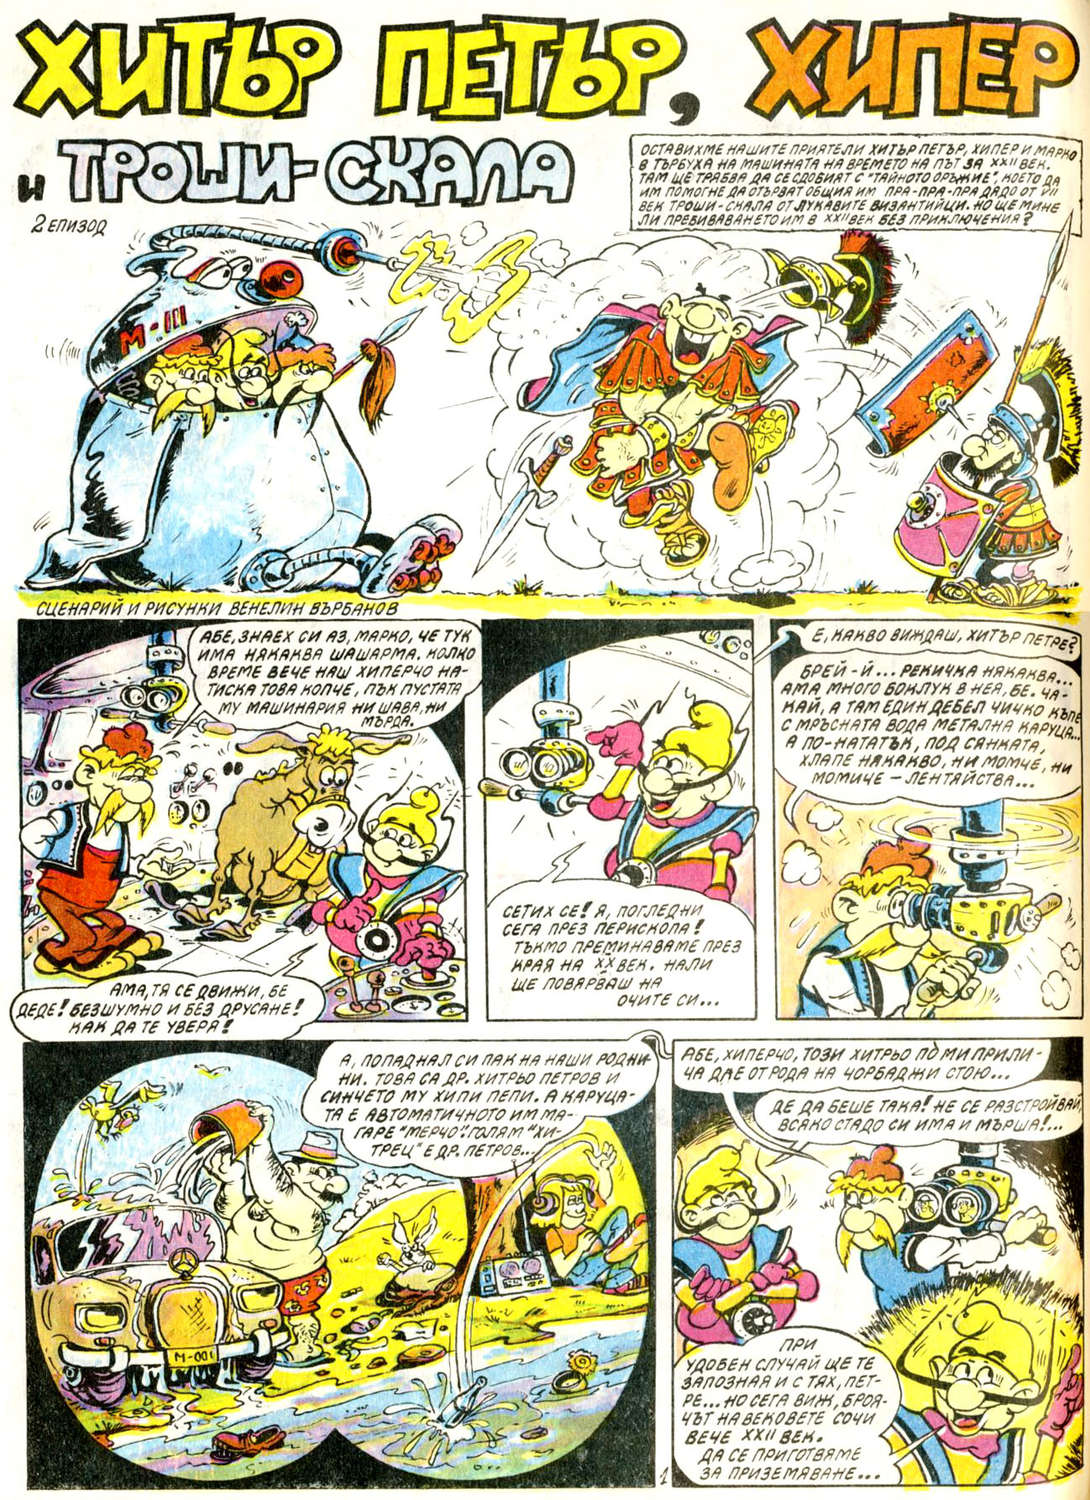 ХИТЪР ПЕТЪР, ХИПЕР
И ТРОШИ-СКАЛА
2 ЕПИЗОД
ОСТАВИХМЕ НАШИТЕ ПРИЯТЕЛИ ХИТЪР ПЕТЪР, ХИПЕР И МАРКО
В ТЪРБУХА НА МАШИНАТА НА ВРЕМЕТО НА ПЪТ ЗА XXII ВЕК.
ТАМ ЩЕ ТРЯБВА ДА СЕ СДОБИЯТ С "ТАЙНОТО ОРЪЖИЕ", КОЕТО ДА
ИМ ПОМОГНЕ ДА ОТЪРВАТ ОБЩИЯ ИМ ПРА-ПРА-ПРА ДЯДО ОТ VII
ВЕК ТРОШИ-СКАЛА ОТ ЛУКАВИТЕ ВИЗАНТИЙЦИ. НО ЩЕ МИНЕ
ЛИ ПРЕБИВАВАНЕТО ИМ В XXII ВЕК БЕЗ ПРИКЛЮЧЕНИЯ?
М-III
СЦЕНАРИЙ И РИСУНКИ ВЕНЕЛИН ВЪРБАНОВ
АБЕ, ЗНАЕХ СИ АЗ, МАРКО, ЧЕ ТУК
ИМА НЯКАКВА ШАШАРМА. КОЛКО
ВРЕМЕ ВЕЧЕ НАШ ХИПЕРЧО НА-
ТИСКА ТОВА КОПЧЕ, ПЪК ПУСТАТА
МУ МАШИНАРИЯ НИ ШАВА, НИ
МЪРДА.
АМА, ТЯ СЕ ДВИЖИ, БЕ
ДЕДЕ! БЕЗШУМНО И БЕЗ ДРУСАНЕ!
КАК ДА ТЕ УВЕРЯ!
СЕТИХ СЕ! Я, ПОГЛЕДНИ
СЕГА ПРЕЗ ПЕРИСКОПА!
ТЪКМО ПРЕМИНАВАМЕ ПРЕЗ
КРАЯ НА XX ВЕК. НАЛИ
ЩЕ ПОВЯРВАШ НА
ОЧИТЕ СИ...
Е, КАКВО ВИЖДАШ, ХИТЪР ПЕТРЕ?
БРЕЙ-Й... РЕКИЧКА НЯКАКВА...
АМА МНОГО БОКЛУК В НЕЯ, БЕ. ЧА-
КАЙ, А ТАМ ЕДИН ДЕБЕЛ ЧИЧКО КЪПЕ
С МРЪСНАТА ВОДА МЕТАЛНА КАРУЦА...
А ПО-НАТАТЪК, ПОД СЯНКАТА,
ХЛАПЕ НЯКАКВО, НИ МОМЧЕ, НИ
МОМИЧЕ - ЛЕНТЯЙСТВА...
А, ПОПАДНАЛ СИ ПАК НА НАШИ РОДНИ-
НИ. ТОВА СА ДР. ХИТРЬО ПЕТРОВ И
СИНЧЕТО МУ ХИПИ ПЕПИ. А КАРУЦА-
ТА Е АВТОМАТИЧНОТО ИМ МА-
ГАРЕ "МЕРЧО". ГОЛЯМ "ХИ-
ТРЕЦ" Е ДР. ПЕТРОВ...
М-001
АБЕ, ХИПЕРЧО, ТОЗИ ХИТРЬО ПО МИ ПРИЛИ-
ЧА ДА Е ОТ РОДА НА ЧОРБАДЖИ СТОЮ...
ДЕ ДА БЕШЕ ТАКА! НЕ СЕ РАЗСТРОЙВАЙ
ВСЯКО СТАДО СИ ИМА И МЪРША!...
ПРИ
УДОБЕН СЛУЧАЙ ЩЕ ТЕ
ЗАПОЗНАЯ И С ТЯХ, ПЕТ-
РЕ... НО СЕГА ВИЖ, БРОЯ-
ЧЪТ НА ВЕКОВЕТЕ СОЧИ
ВЕЧЕ XXII ВЕК.
ДА СЕ ПРИГОТВЯМЕ
ЗА ПРИЗЕМЯВАНЕ...
1